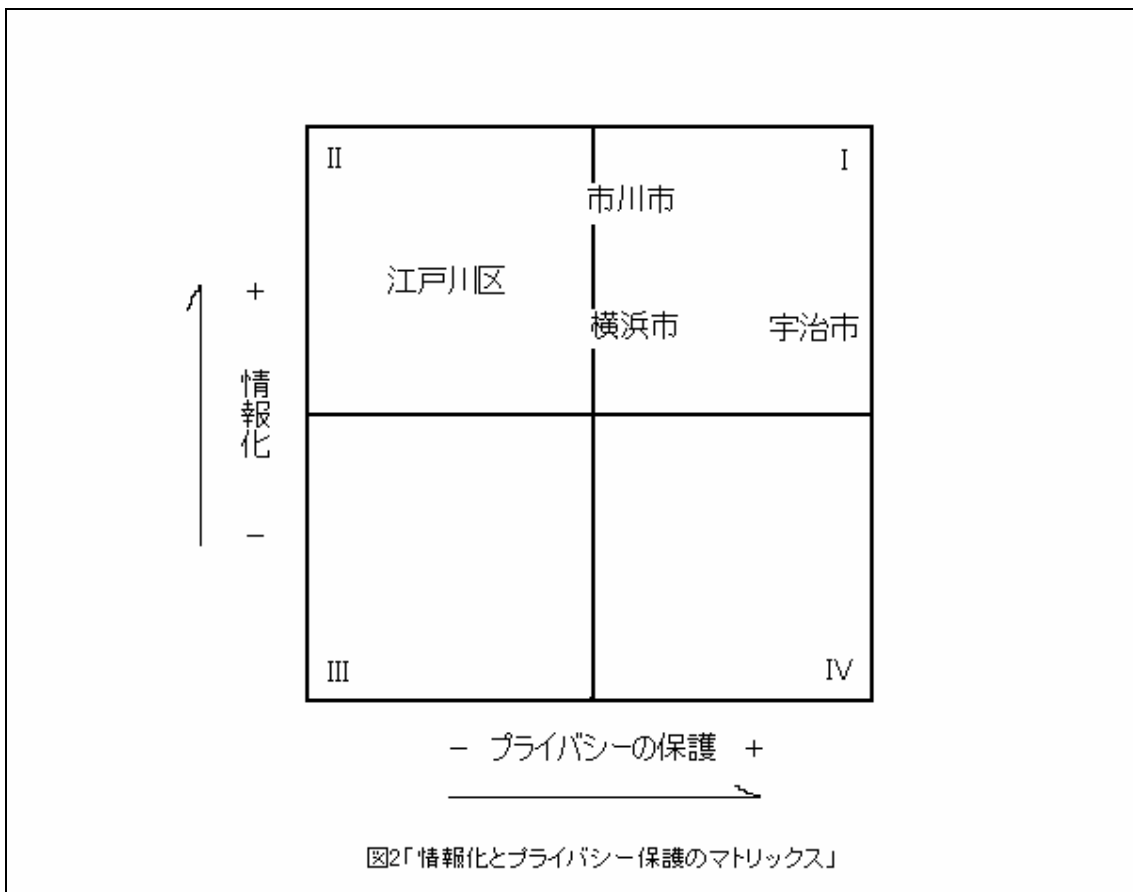 II
I
市川市
江戸川区
横浜市
宇治市
+
情報化
-
III
IV
- プライバシーの保護 +
図2「情報化とプライバシー保護のマトリックス」